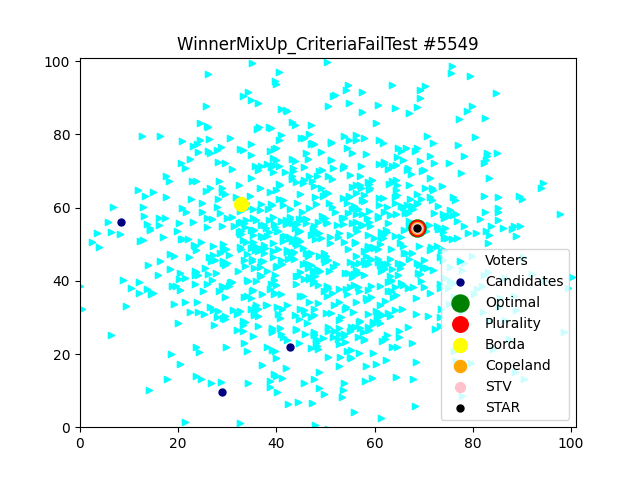 WinnerMixUp_CriteriaFailTest #5549
100
80
60
40
20
0
0 20 40 60 80 100
Voters
Candidates
Optimal
Plurality
Borda
Copeland
STV
STAR